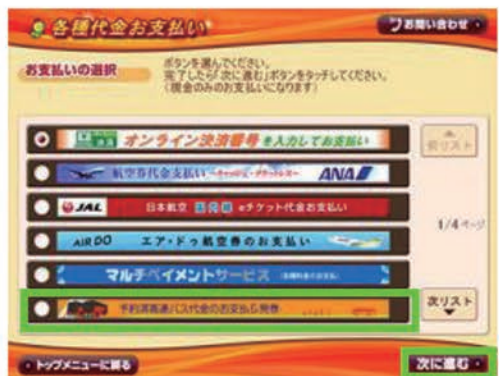 各種代金お支払い
お問い合わせ
お支払いの選択
ボタンを選んでください。
完了したら「次に進む」ボタンをタッチしてください。
(現金のみのお支払いになります)
オンライン決済番号を入力してお支払い
前リスト
航空券代金支払い
ANA
JAL 日本航空 国内線 eチケット代金お支払い
1/4ページ
AIRDO エア・ドゥ航空券のお支払い
マルチペイメントサービス
予約済高速バス代金のお支払&発券
次リスト
トップメニューに戻る
次に進む